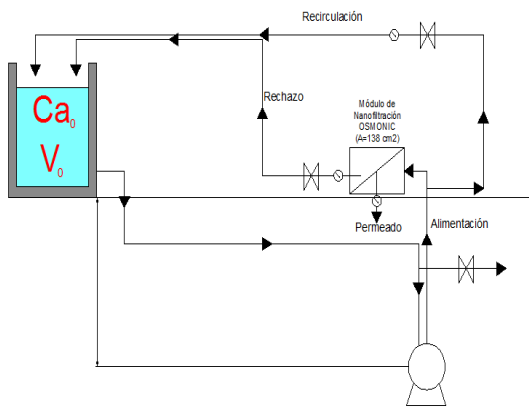 Recirculación
Ca0
V0
Rechazo
Módulo de
Nanofiltración
OSMONIC
(A=138 cm2)
Permeado
Alimentación